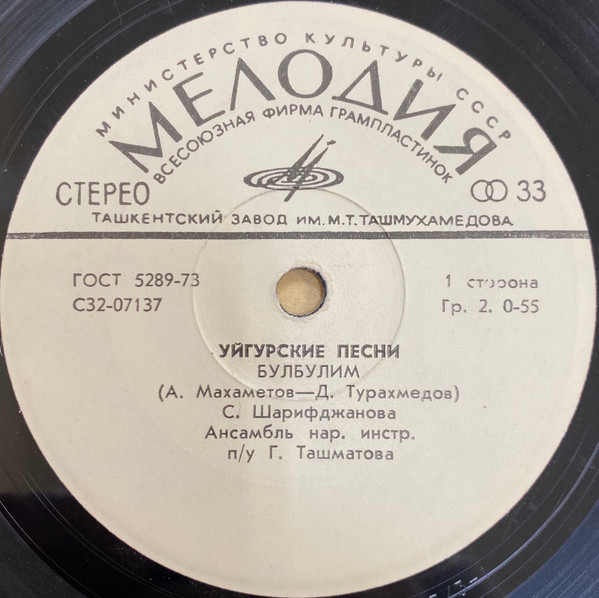 МИНИСТЕРСТВО КУЛЬТУРЫ СССР
МЕЛОДИЯ
ВСЕСОЮЗНАЯ ФИРМА ГРАМПЛАСТИНОК
СТЕРЕО
33
ТАШКЕНТСКИЙ ЗАВОД ИМ. М.Т. ТАШМУХАМЕДОВА
ГОСТ 5289-73
1 сторона
С32-07137
Гр. 2. 0-55
УЙГУРСКИЕ ПЕСНИ
БУЛБУЛИМ
(А. Махаметов—Д. Турахмедов)
С. Шарифджанова
Ансамбль нар. инстр.
п/у Г. Ташматова